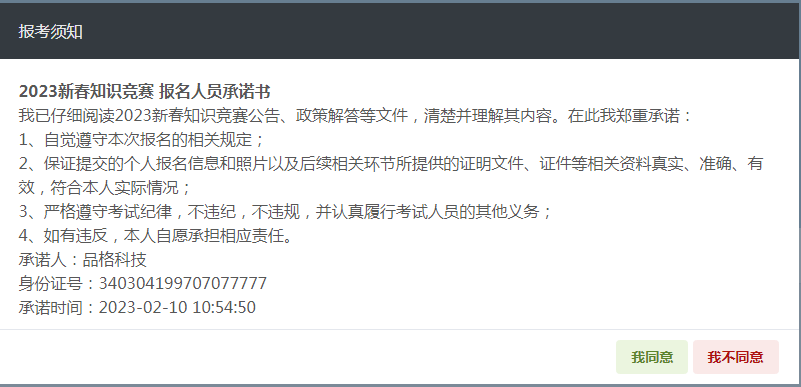 报考须知
2023新春知识竞赛 报名人员承诺书
我已仔细阅读2023新春知识竞赛公告、政策解答等文件，清楚并理解其内容。在此我郑重承诺：
1、自觉遵守本次报名的相关规定；
2、保证提交的个人报名信息和照片以及后续相关环节所提供的证明文件、证件等相关资料真实、准确、有
效，符合本人实际情况；
3、严格遵守考试纪律，不违纪，不违规，并认真履行考试人员的其他义务；
4、如有违反，本人自愿承担相应责任。
承诺人：品格科技
身份证号：340304199707077777
承诺时间：2023-02-10 10:54:50
我同意 我不同意